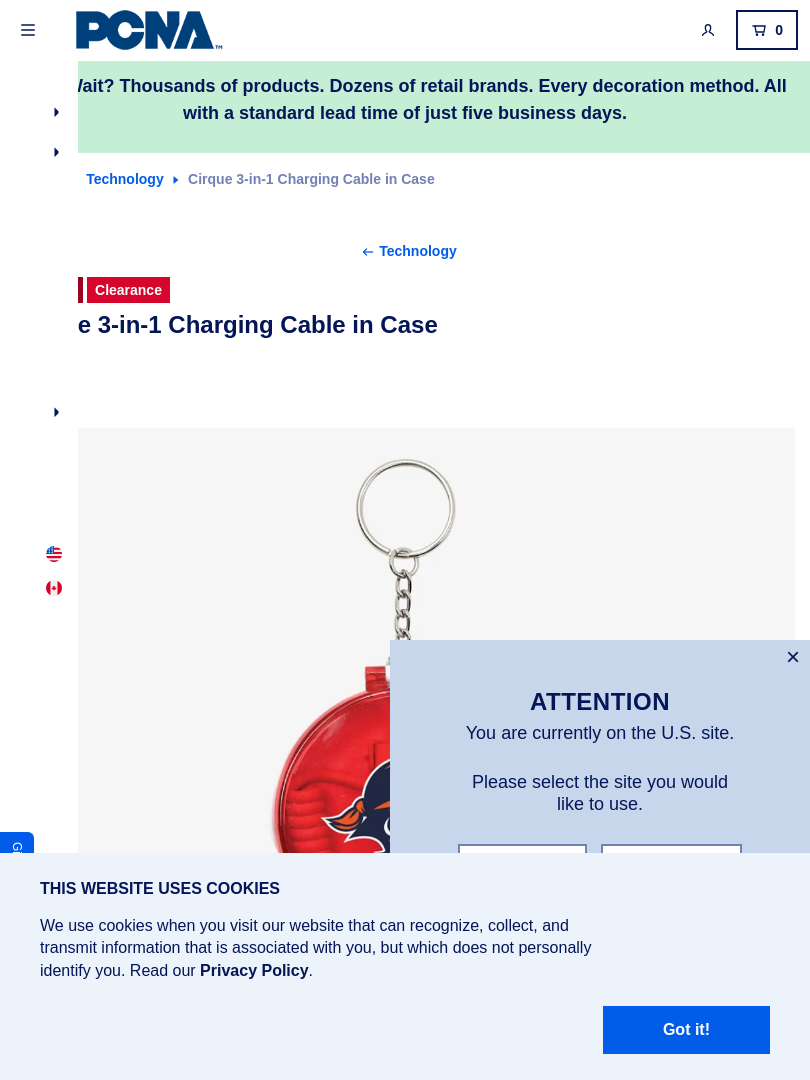 PCNA™
0
Wait? Thousands of products. Dozens of retail brands. Every decoration method. All
with a standard lead time of just five business days.
Technology
Cirque 3-in-1 Charging Cable in Case
Technology
Clearance
e 3-in-1 Charging Cable in Case
ATTENTION
You are currently on the U.S. site.
Please select the site you would
like to use.
THIS WEBSITE USES COOKIES
We use cookies when you visit our website that can recognize, collect, and
transmit information that is associated with you, but which does not personally
identify you. Read our Privacy Policy.
Got it!